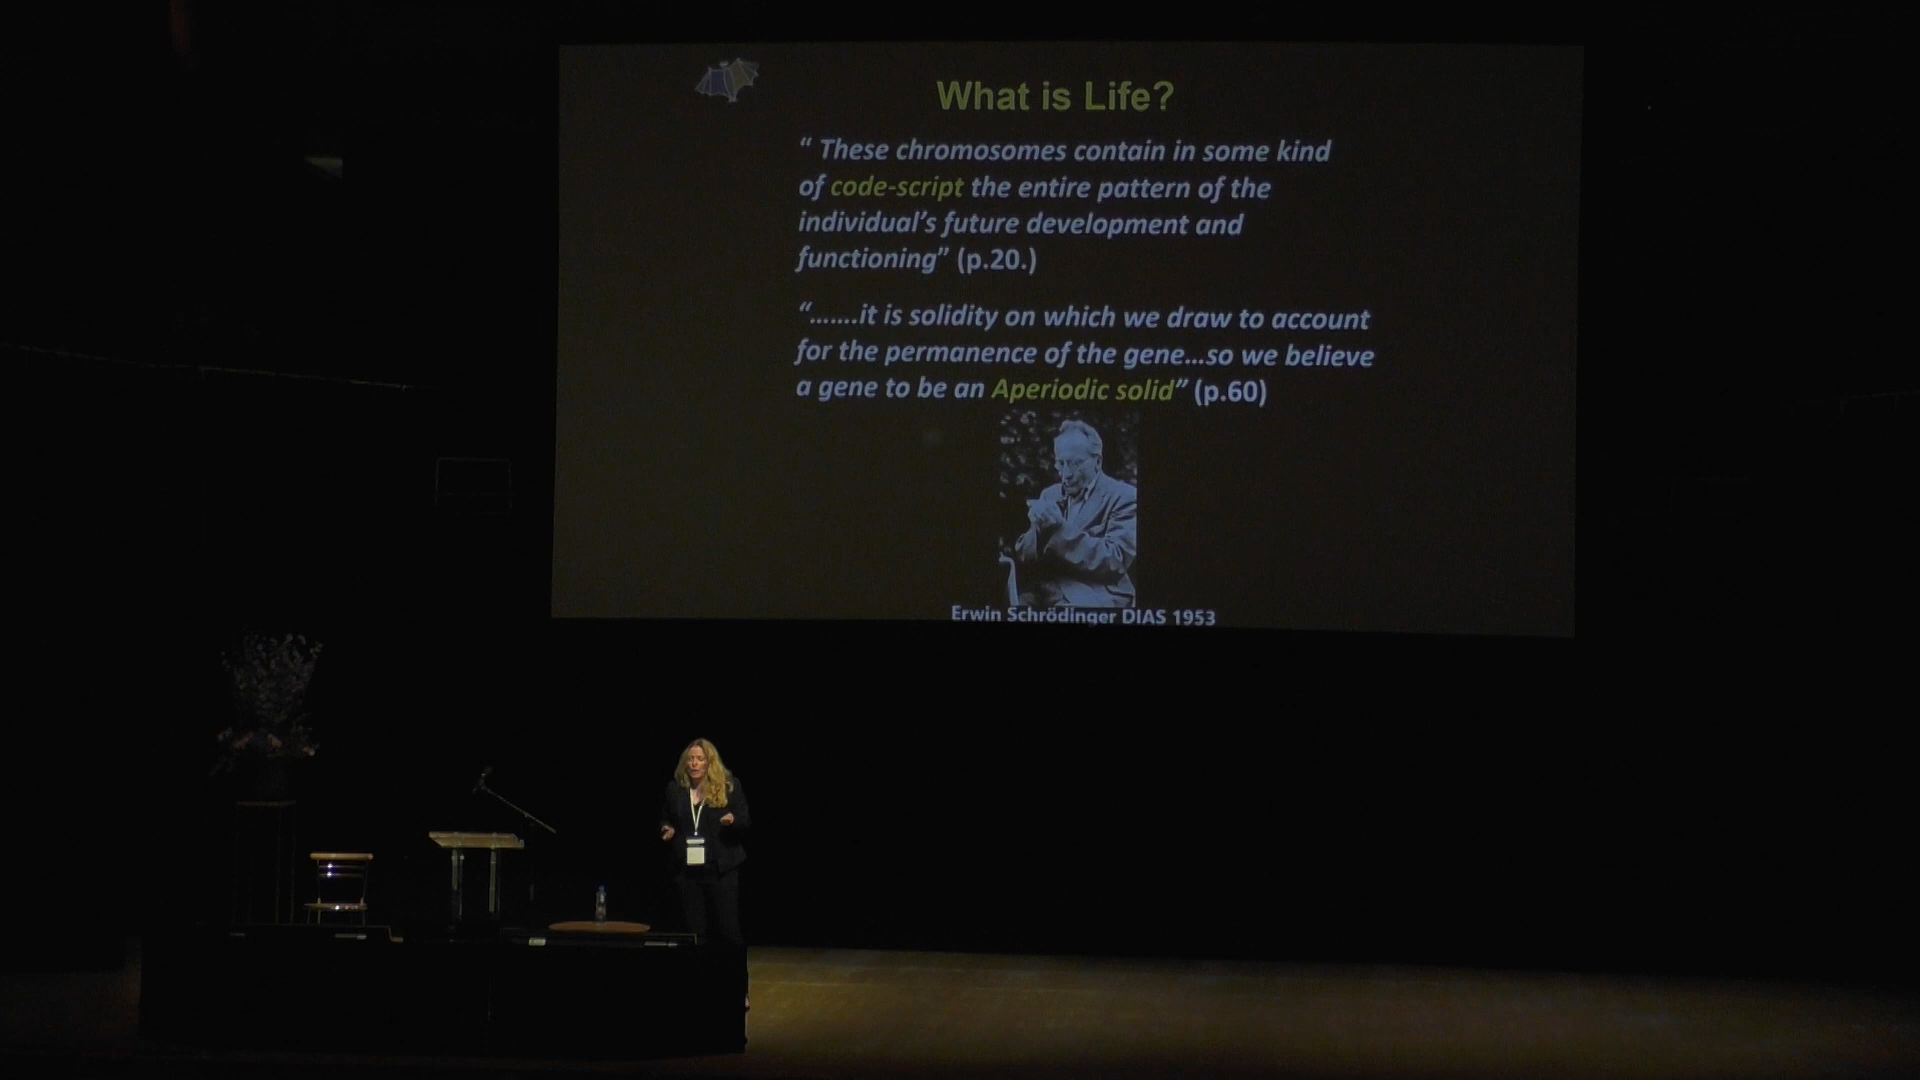 What is Life?
“ These chromosomes contain in some kind
of code-script the entire pattern of the
individual’s future development and
functioning” (p.20.)
“.......it is solidity on which we draw to account
for the permanence of the gene...so we believe
a gene to be an Aperiodic solid” (p.60)
Erwin Schrödinger DIAS 1953